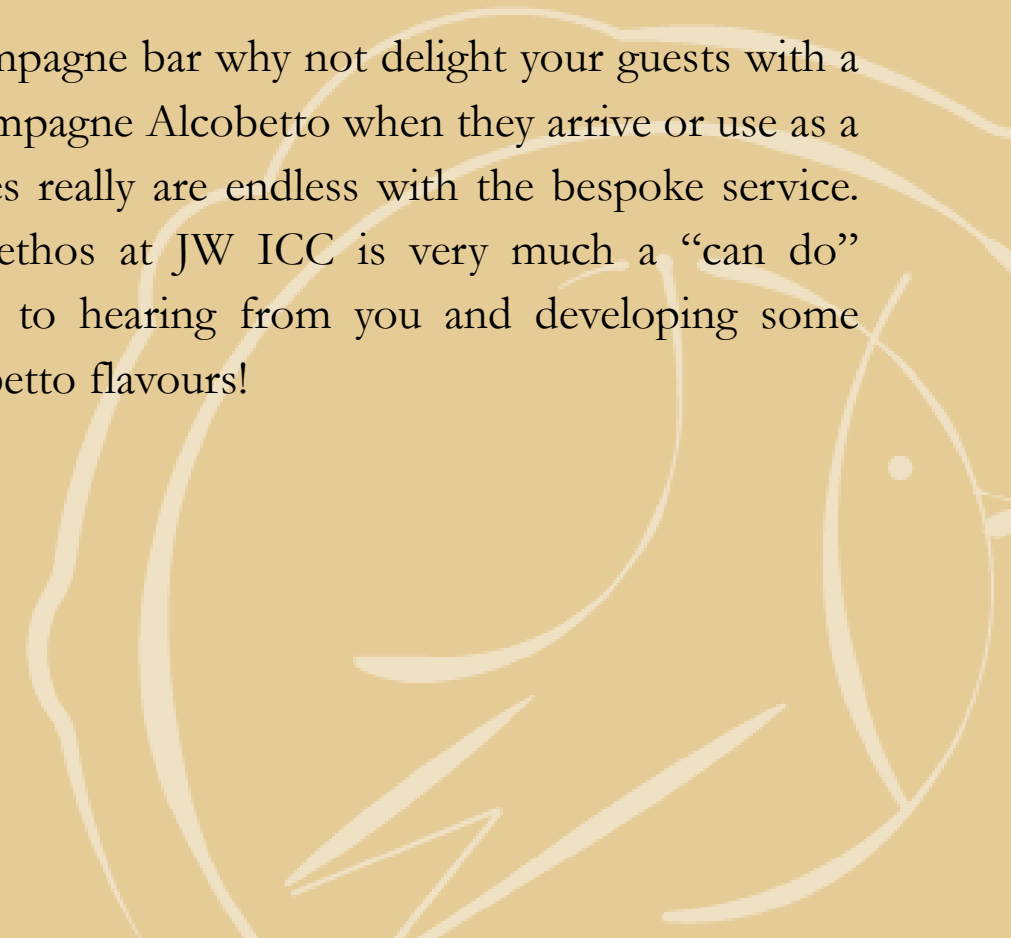 mpagne bar why not delight your guests with a
mpagne Alcobetto when they arrive or use as a
es really are endless with the bespoke service.
ethos at JW ICC is very much a “can do”
to hearing from you and developing some
etto flavours!